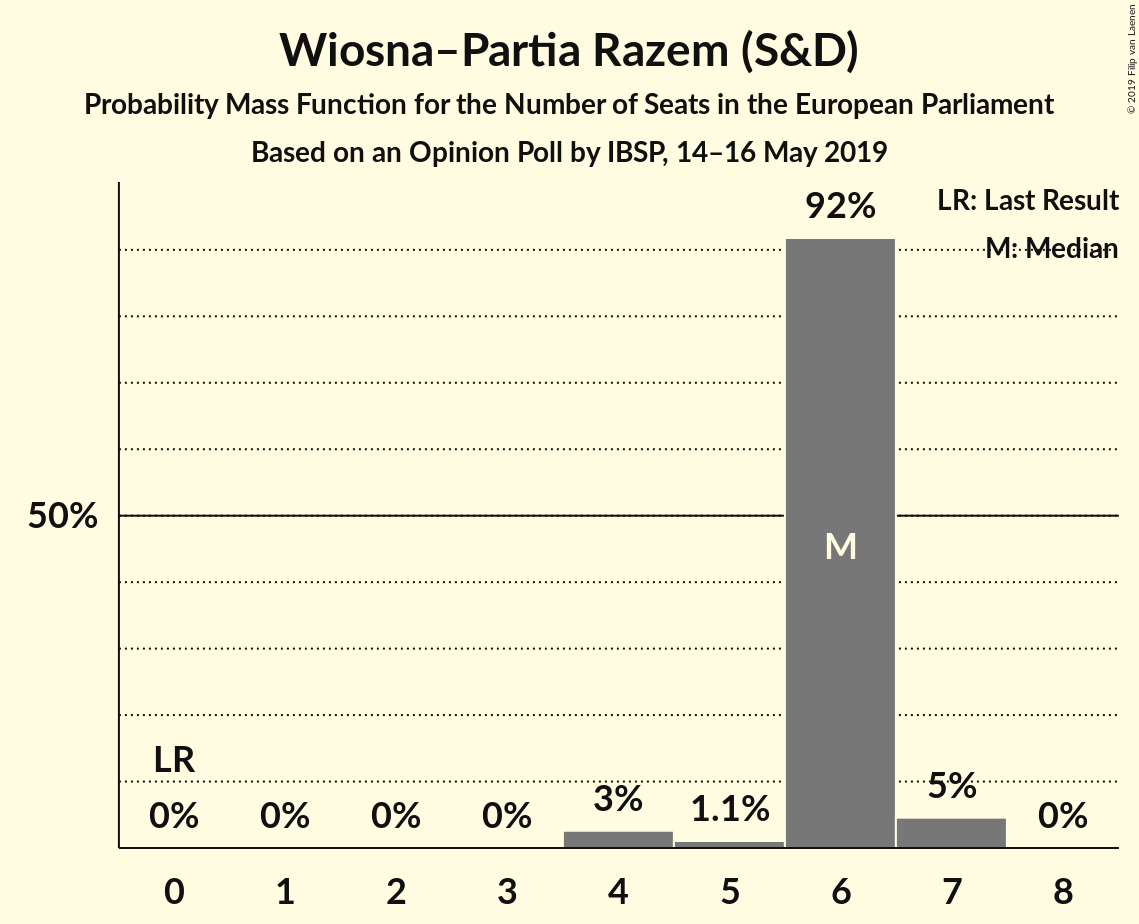 Wiosna–Partia Razem (S&D)
Probability Mass Function for the Number of Seats in the European Parliament
Based on an Opinion Poll by IBSP, 14–16 May 2019
© 2019 Filip van Laenen
LR: Last Result
M: Median
92%
50%
M
LR
0%
0%
0%
0%
3%
1.1%
5%
0%
0 1 2 3 4 5 6 7 8